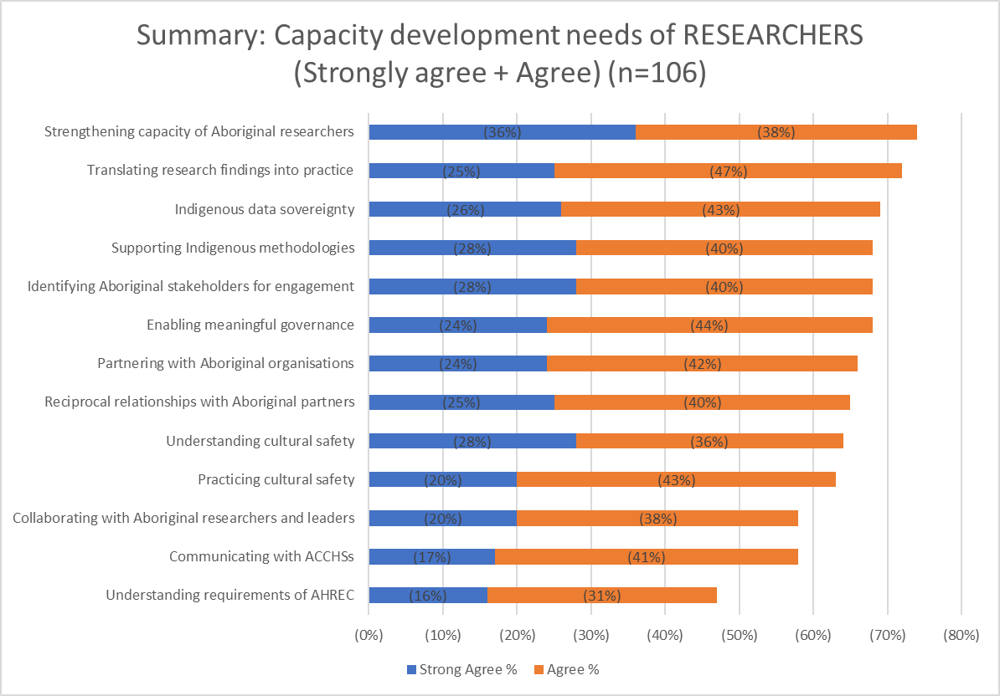 Summary: Capacity development needs of RESEARCHERS
(Strongly agree + Agree) (n=106)
Strengthening capacity of Aboriginal researchers (36%) (38%)
Translating research findings into practice (25%) (47%)
Indigenous data sovereignty (26%) (43%)
Supporting Indigenous methodologies (28%) (40%)
Identifying Aboriginal stakeholders for engagement (28%) (40%)
Enabling meaningful governance (24%) (44%)
Partnering with Aboriginal organisations (24%) (42%)
Reciprocal relationships with Aboriginal partners (25%) (40%)
Understanding cultural safety (28%) (36%)
Practicing cultural safety (20%) (43%)
Collaborating with Aboriginal researchers and leaders (20%) (38%)
Communicating with ACCHSs (17%) (41%)
Understanding requirements of AHREC (16%) (31%)
(0%) (10%) (20%) (30%) (40%) (50%) (60%) (70%) (80%)
Strong Agree % Agree %